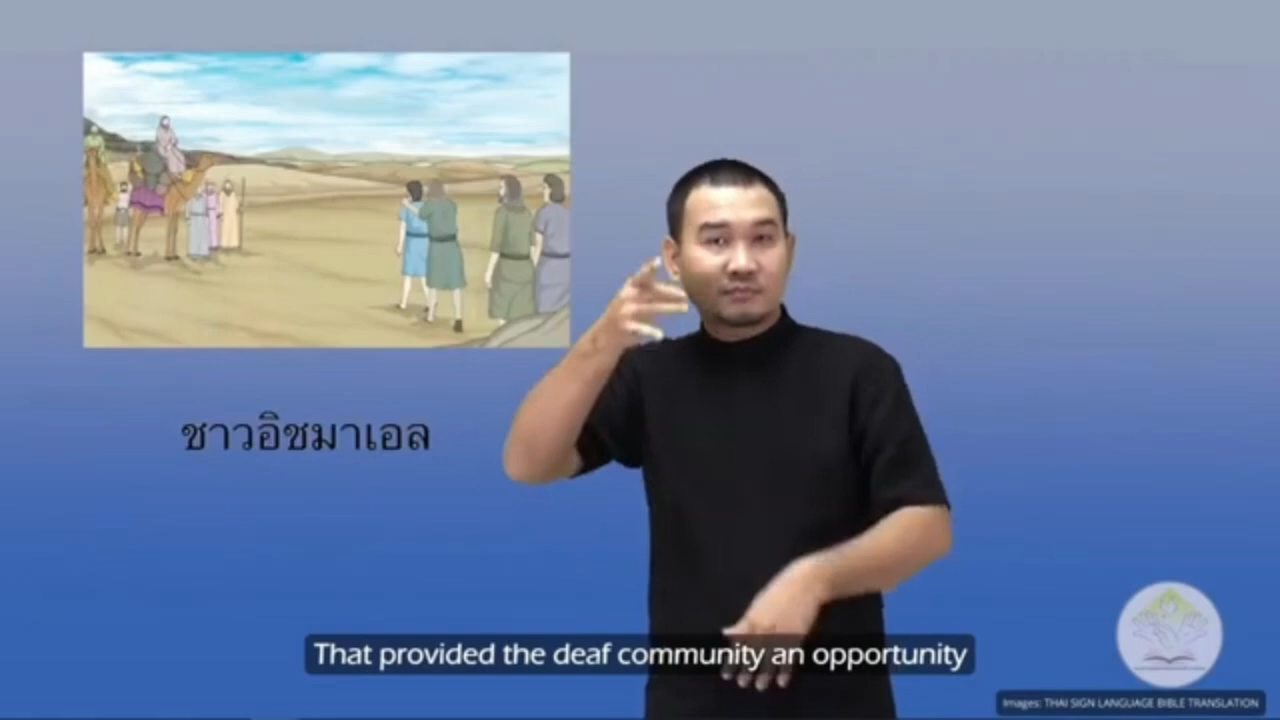 ชาวอิชมาเอล
That provided the deaf community an opportunity
Images: THAI SIGN LANGUAGE BIBLE TRANSLATION